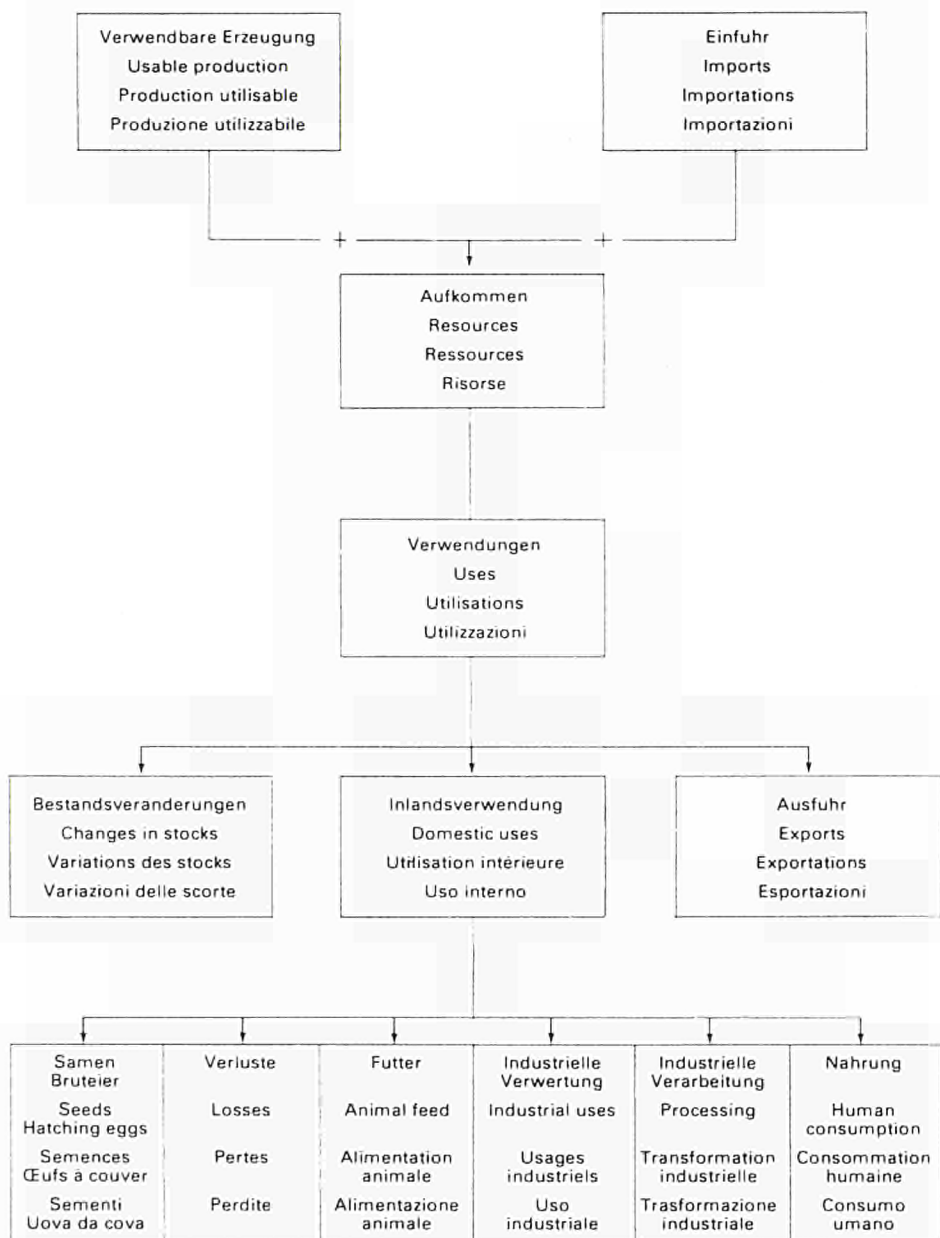 Verwendbare Erzeugung
Usable production
Production utilisable
Produzione utilizzabile
Einfuhr
Imports
Importations
Importazioni
+
+
Aufkommen
Resources
Ressources
Risorse
Verwendungen
Uses
Utilisations
Utilizzazioni
Bestandsveranderungen
Changes in stocks
Variations des stocks
Variazioni delle scorte
Inlandsverwendung
Domestic uses
Utilisation intérieure
Uso interno
Ausfuhr
Exports
Exportations
Esportazioni
Samen
Bruteier
Seeds
Hatching eggs
Semences
Œufs à couver
Sementi
Uova da cova
Verluste
Losses
Pertes
Perdite
Futter
Animal feed
Alimentation
animale
Alimentazione
animale
Industrielle
Verwertung
Industrial uses
Usages
industriels
Uso
industriale
Industrielle
Verarbeitung
Processing
Transformation
industrielle
Trasformazione
industriale
Nahrung
Human
consumption
Consommation
humaine
Consumo
umano